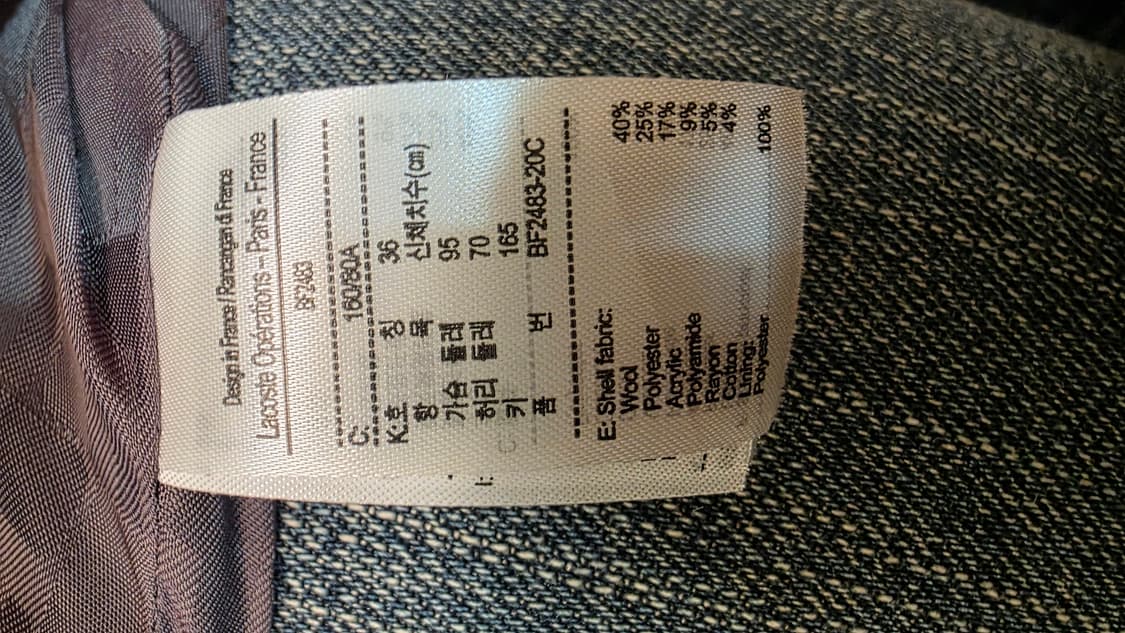 Design in France / Rancangan di France
Lacoste Opérations - Paris - France
BF2483
C: 160/80A
K:호 칭 36
항 목 신체치수(cm)
가슴 둘레 95
허리 둘레 70
키 165
품 번 BF2483-20C
E: Shell fabric:
Wool 40%
Polyester 25%
Acrylic 17%
Polyamide 9%
Rayon 5%
Cotton 4%
Lining:
Polyester 100%